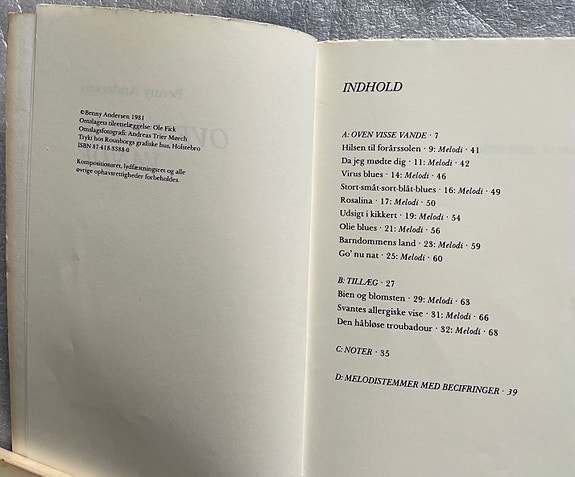 ©Benny Andersen 1981
Omslagets tilrettelæggelse: Ole Fick
Omslagsfotografi: Andreas Trier Mørch
Trykt hos Rounborgs grafiske hus, Holstebro
ISBN 87-418-3588-0
Kompositionsret, lydfæstningsret og alle
øvrige ophavsrettigheder forbeholdes.
INDHOLD
A: OVEN VISSE VANDE · 7
Hilsen til forårssolen · 9: Melodi · 41
Da jeg mødte dig · 11: Melodi · 42
Virus blues · 14: Melodi · 46
Stort-småt-sort-blåt-blues · 16: Melodi · 49
Rosalina · 17: Melodi · 50
Udsigt i kikkert · 19: Melodi · 54
Olie blues · 21: Melodi · 56
Barndommens land · 23: Melodi · 59
Go' nu nat · 25: Melodi · 60
B: TILLÆG · 27
Bien og blomsten · 29: Melodi · 63
Svantes allergiske vise · 31: Melodi · 66
Den håbløse troubadour · 32: Melodi · 68
C: NOTER · 35
D: MELODISTEMMER MED BECIFRINGER · 39